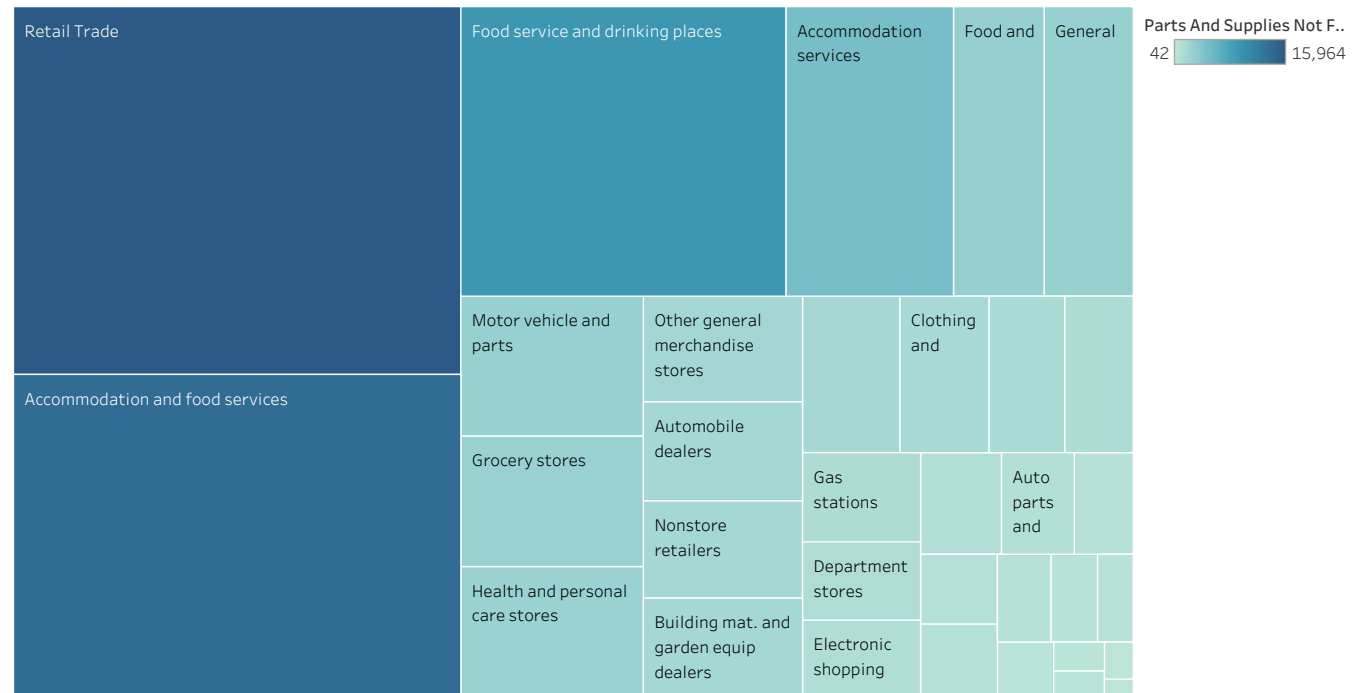 Retail Trade
Food service and drinking places
Accommodation
services
Food and
General
Parts And Supplies Not F..
42
15,964
Motor vehicle and
parts
Other general
merchandise
stores
Clothing
and
Accommodation and food services
Automobile
dealers
Grocery stores
Gas
stations
Auto
parts
and
Nonstore
retailers
Department
stores
Health and personal
care stores
Building mat. and
garden equip
dealers
Electronic
shopping